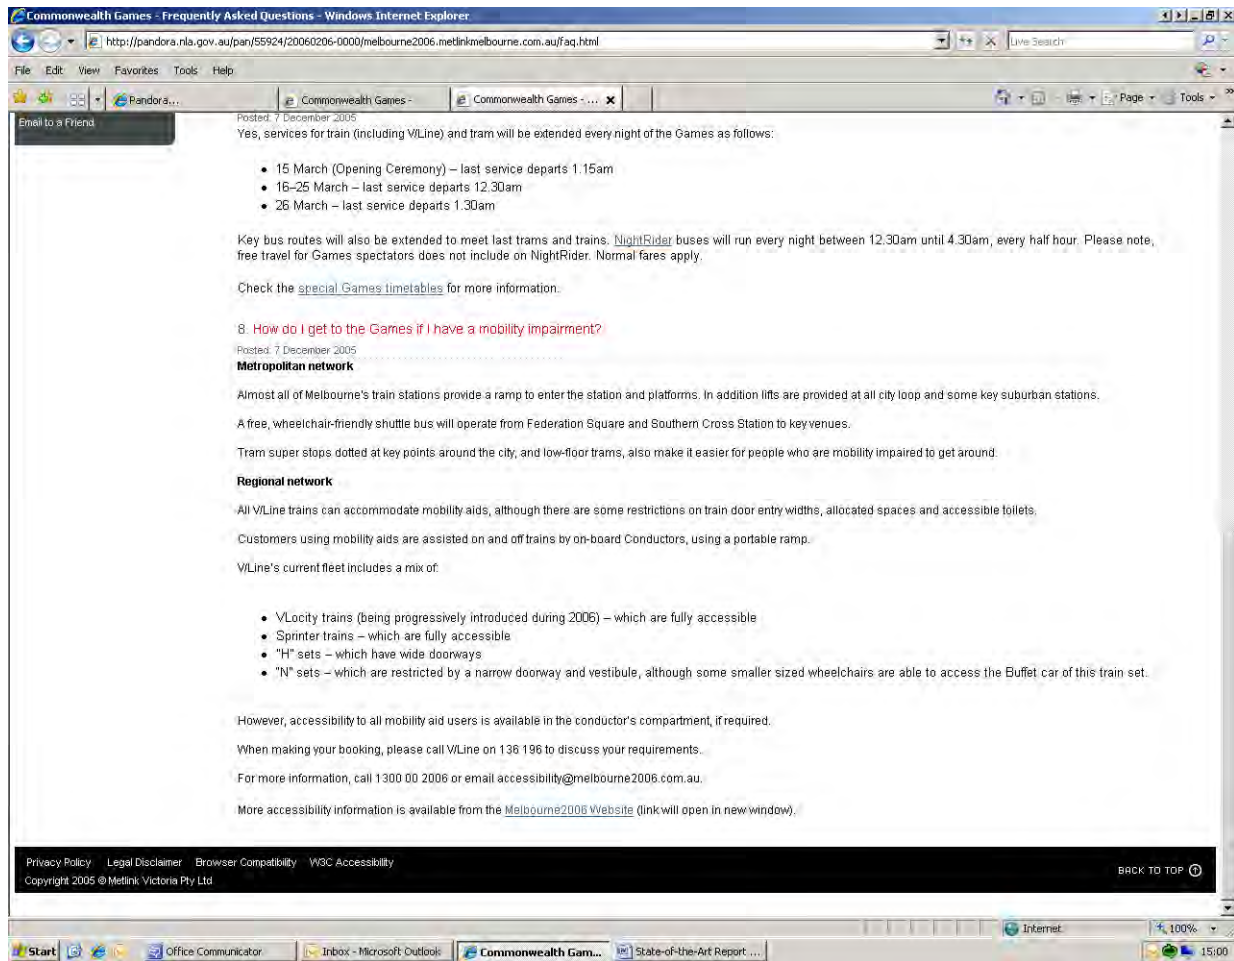 Commonwealth Games - Frequently Asked Questions - Windows Internet Explorer
http://pandora.nla.gov.au/pan/55924/20060206-0000/melbourne2006.metlinkmelbourne.com.au/faq.html
Live Search
File Edit View Favorites Tools Help
Pandora... Commonwealth Games - Commonwealth Games - ... Page Tools
Email to a Friend
Posted: 7 December 2005
Yes, services for train (including V/Line) and tram will be extended every night of the Games as follows:
• 15 March (Opening Ceremony) – last service departs 1.15am
• 16–25 March – last service departs 12.30am
• 26 March – last service departs 1.30am
Key bus routes will also be extended to meet last trams and trains. NightRider buses will run every night between 12.30am until 4.30am, every half hour. Please note,
free travel for Games spectators does not include on NightRider. Normal fares apply.
Check the special Games timetables for more information.
8. How do I get to the Games if I have a mobility impairment?
Posted: 7 December 2005
Metropolitan network
Almost all of Melbourne's train stations provide a ramp to enter the station and platforms. In addition lifts are provided at all city loop and some key suburban stations.
A free, wheelchair-friendly shuttle bus will operate from Federation Square and Southern Cross Station to key venues.
Tram super stops dotted at key points around the city, and low-floor trams, also make it easier for people who are mobility impaired to get around.
Regional network
All V/Line trains can accommodate mobility aids, although there are some restrictions on train door entry widths, allocated spaces and accessible toilets.
Customers using mobility aids are assisted on and off trains by on-board Conductors, using a portable ramp.
V/Line's current fleet includes a mix of:
• VLocity trains (being progressively introduced during 2006) – which are fully accessible
• Sprinter trains – which are fully accessible
• "H" sets – which have wide doorways
• "N" sets – which are restricted by a narrow doorway and vestibule, although some smaller sized wheelchairs are able to access the Buffet car of this train set.
However, accessibility to all mobility aid users is available in the conductor's compartment, if required.
When making your booking, please call V/Line on 136 196 to discuss your requirements.
For more information, call 1300 00 2006 or email accessibility@melbourne2006.com.au.
More accessibility information is available from the Melbourne2006 Website (link will open in new window).
Privacy Policy Legal Disclaimer Browser Compatibility W3C Accessibility
Copyright 2005 © Metlink Victoria Pty Ltd
BACK TO TOP
Internet 100%
Start Office Communicator Inbox - Microsoft Outlook Commonwealth Gam... State-of-the-Art Report ... 15:00